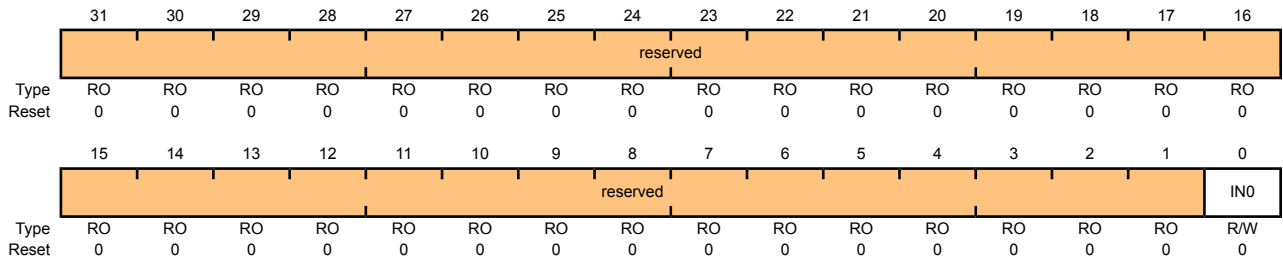 31 30 29 28 27 26 25 24 23 22 21 20 19 18 17 16
reserved
Type RO RO RO RO RO RO RO RO RO RO RO RO RO RO RO RO
Reset 0 0 0 0 0 0 0 0 0 0 0 0 0 0 0 0
15 14 13 12 11 10 9 8 7 6 5 4 3 2 1 0
reserved IN0
Type RO RO RO RO RO RO RO RO RO RO RO RO RO RO RO R/W
Reset 0 0 0 0 0 0 0 0 0 0 0 0 0 0 0 0